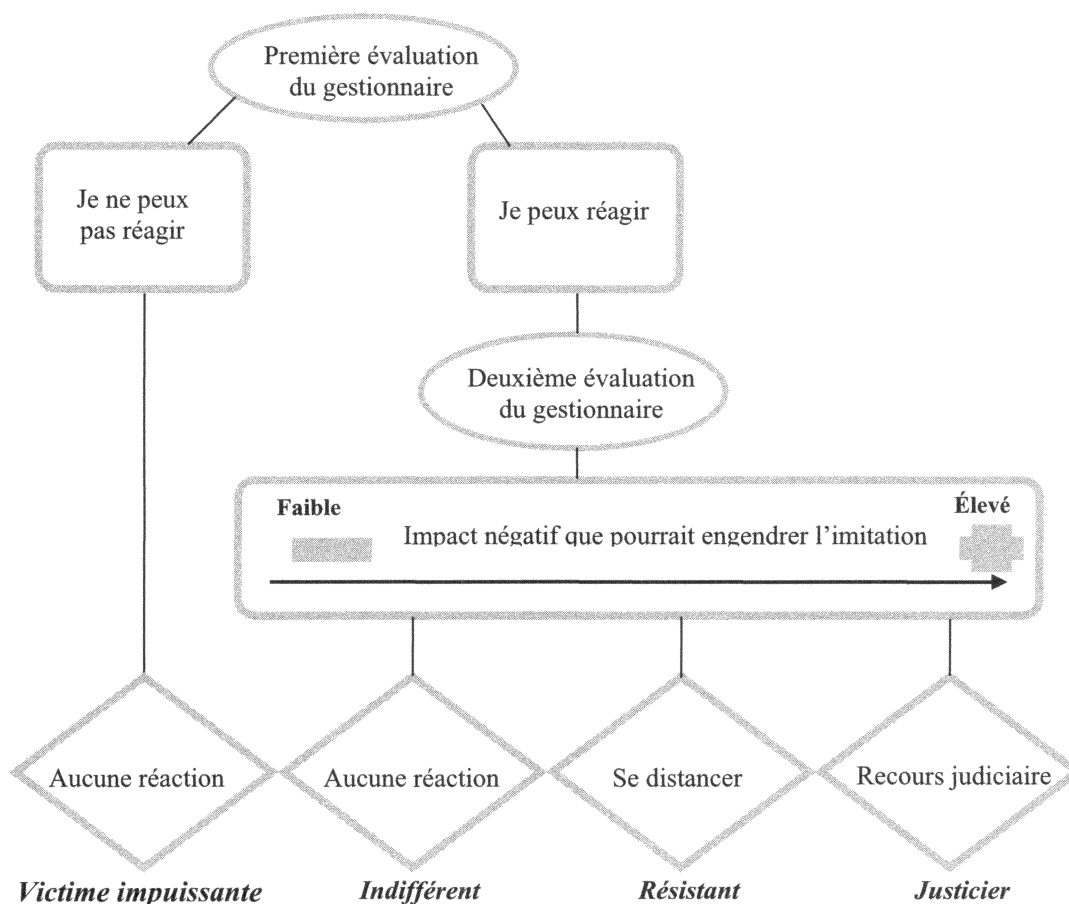 Première évaluation
du gestionnaire
Je ne peux
pas réagir
Je peux réagir
Deuxième évaluation
du gestionnaire
Faible
Élevé
Impact négatif que pourrait engendrer l'imitation
Aucune réaction
Aucune réaction
Se distancer
Recours judiciaire
Victime impuissante
Indifférent
Résistant
Justicier